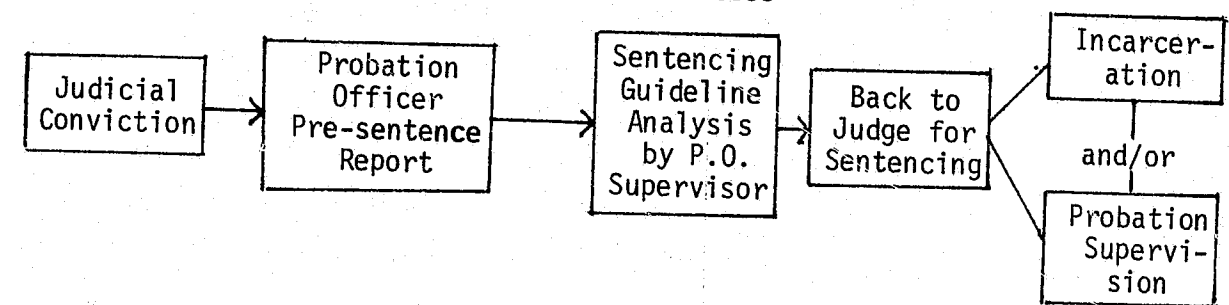 Judicial
Conviction
Probation
Officer
Pre-sentence
Report
Sentencing
Guideline
Analysis
by P.O.
Supervisor
Back to
Judge for
Sentencing
Incarcer-
ation
and/or
Probation
Supervi-
sion